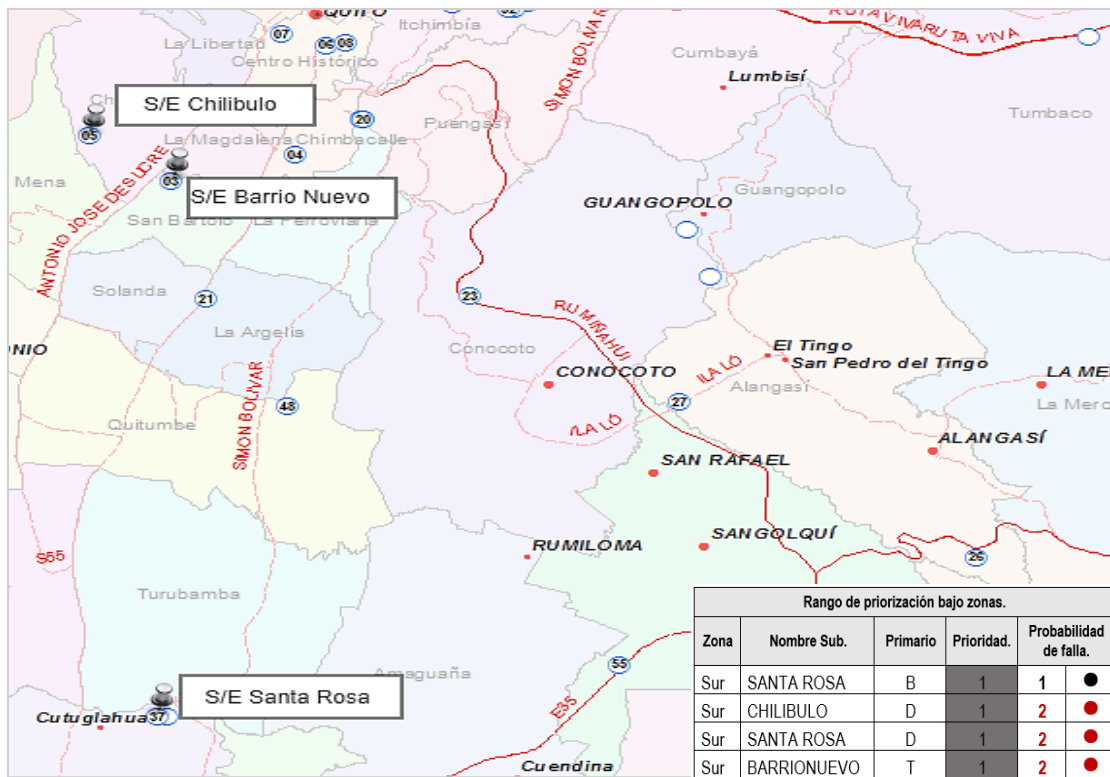 QUITO
Itchimbía
32
RUTAVIVARUTA VIVA
La Libertad
07
06
08
Centro Histórico
SIMON BOLIVAR
Cumbayá
Lumbisí
S/E Chilibulo
05
20
Puengasí
Tumbaco
La Magdalena
Chimbacalle
04
Mena
03
S/E Barrio Nuevo
Guangopolo
GUANGOPOLO
ANTONIO JOSE DE SUCRE
San Bartolo
La Ferroviaria
Solanda
21
23
La Argelia
RUMIÑAHUI
NIO
Conocoto
El Tingo
San Pedro del Tingo
CONOCOTO
ILALÓ
Alangasí
LA ME
La Merc
SIMON BOLIVAR
48
27
Quitumbe
ILALÓ
ALANGASÍ
SAN RAFAEL
S55
RUMILOMA
SANGOLQUÍ
26
Turubamba
Amaguaña
55
S/E Santa Rosa
Cutuglahua
37
E35
Cuendina
Rango de priorización bajo zonas.
Zona Nombre Sub. Primario Prioridad. Probabilidad
de falla.
Sur SANTA ROSA B 1 1
Sur CHILIBULO D 1 2
Sur SANTA ROSA D 1 2
Sur BARRIONUEVO T 1 2